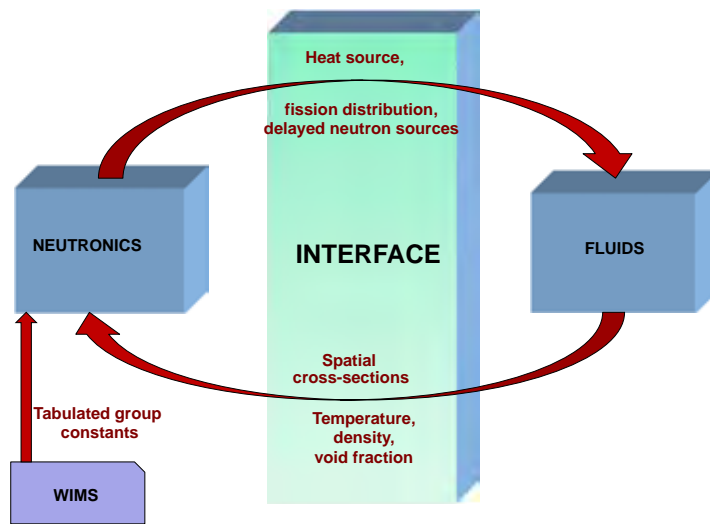 Heat source,
fission distribution,
delayed neutron sources
NEUTRONICS
INTERFACE
FLUIDS
Spatial
cross-sections
Temperature,
density,
void fraction
Tabulated group
constants
WIMS